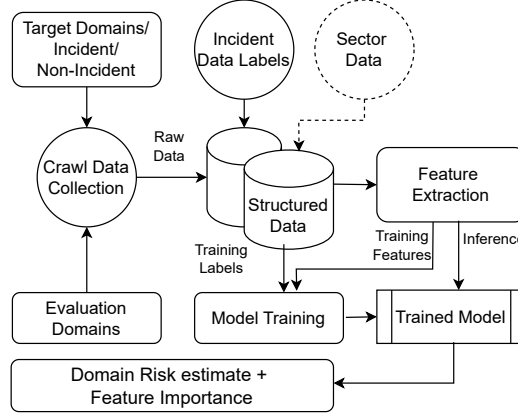 Target Domains/
Incident/
Non-Incident
Incident
Data Labels
Sector
Data
Crawl Data
Collection
Raw
Data
Structured
Data
Feature
Extraction
Training
Labels
Training
Features
Inference
Evaluation
Domains
Model Training
Trained Model
Domain Risk estimate +
Feature Importance